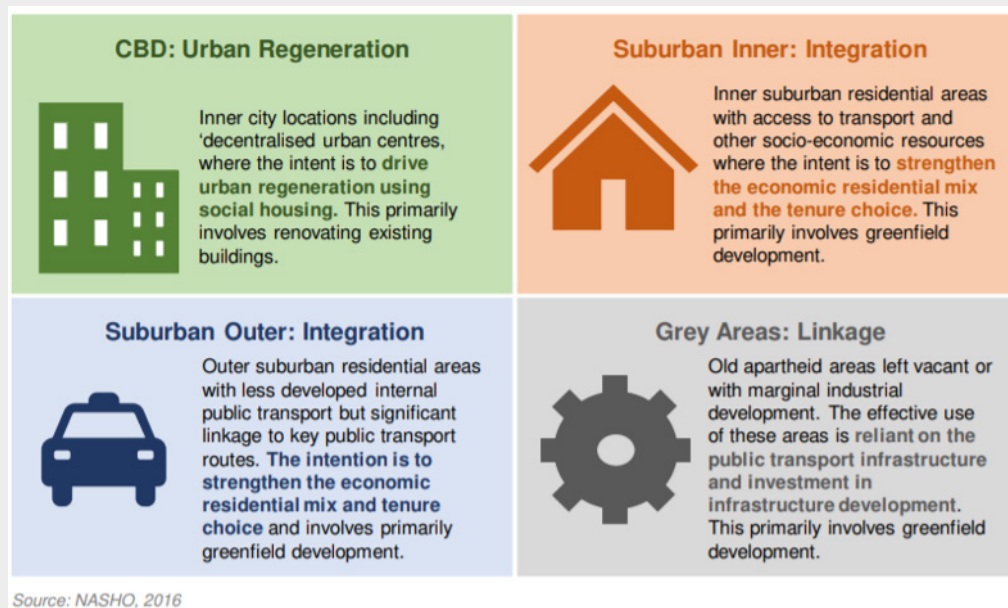 CBD: Urban Regeneration
Inner city locations including
‘decentralised urban centres,
where the intent is to drive
urban regeneration using
social housing. This primarily
involves renovating existing
buildings.
Suburban Inner: Integration
Inner suburban residential areas
with access to transport and
other socio-economic resources
where the intent is to strengthen
the economic residential mix
and the tenure choice. This
primarily involves greenfield
development.
Suburban Outer: Integration
Outer suburban residential areas
with less developed internal
public transport but significant
linkage to key public transport
routes. The intention is to
strengthen the economic
residential mix and tenure
choice and involves primarily
greenfield development.
Grey Areas: Linkage
Old apartheid areas left vacant or
with marginal industrial
development. The effective use
of these areas is reliant on the
public transport infrastructure
and investment in
infrastructure development.
This primarily involves greenfield
development.
Source: NASHO, 2016